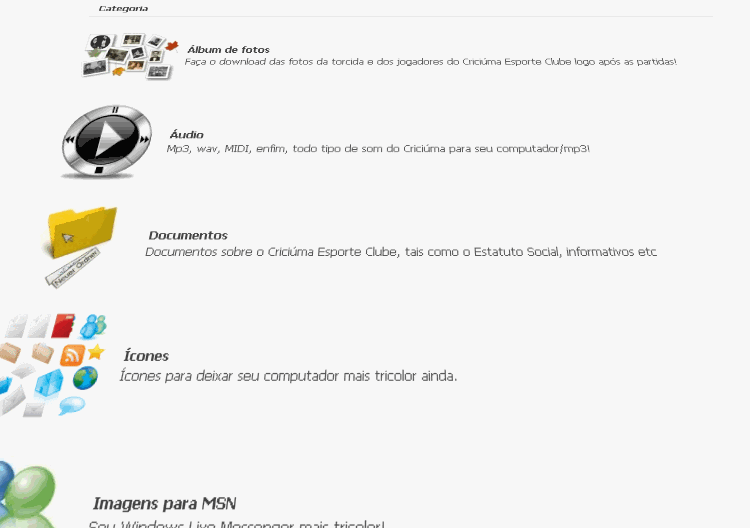 Categoria
Álbum de fotos
Faça o download das fotos da torcida e dos jogadores do Criciúma Esporte Clube logo após as partidas!
Áudio
Mp3, wav, MIDI, enfim, todo tipo de som do Criciúma para seu computador/mp3!
Documentos
Documentos sobre o Criciúma Esporte Clube, tais como o Estatuto Social, informativos etc
Neuer Ordner
Ícones
Ícones para deixar seu computador mais tricolor ainda.
Imagens para MSN
Seu Windows Live Messenger mais tricolor!